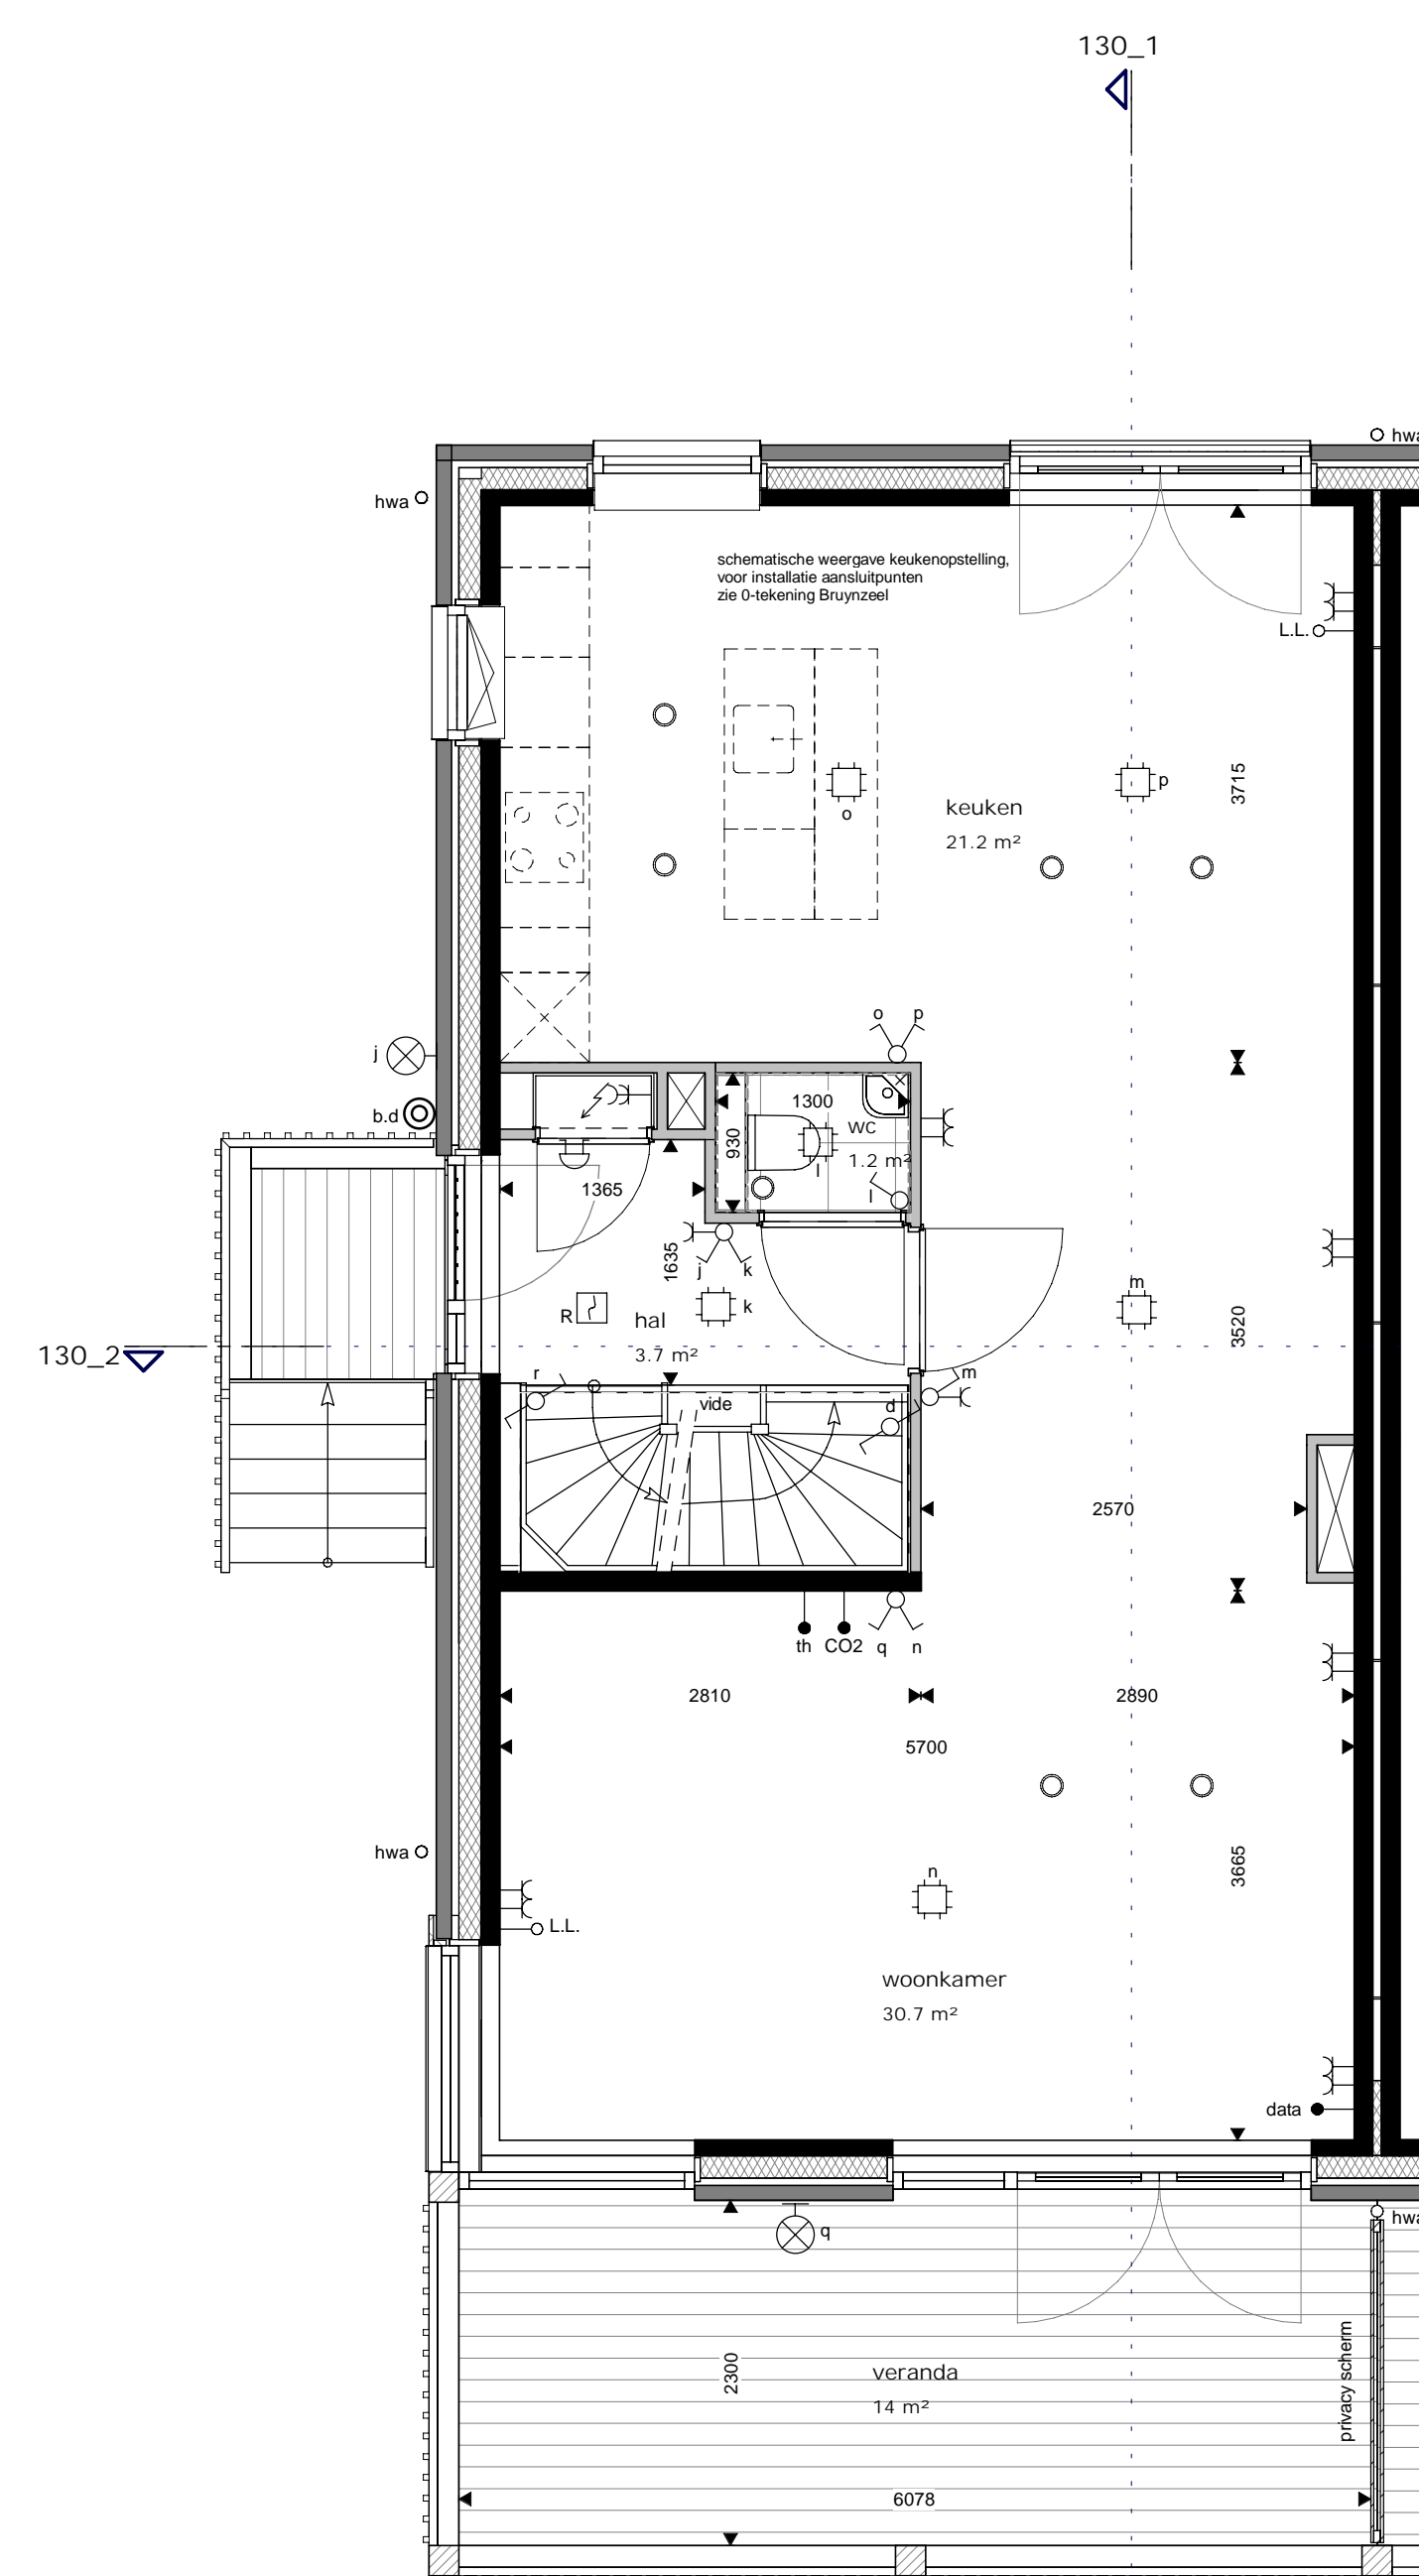 130_1
hwa
hwa
schematische weergave keukenopstelling,
voor installatie aansluitpunten
zie 0-tekening Bruynzeel
L.L.
o
p
3715
keuken
21.2 m²
o p
j
b.d
1300
930
wc
1.2 m²
l
l
1365
1635
j k
R
k
hal
3.7 m²
m
3520
130_2
r
vide
d
m
2570
th CO2 q n
2810
2890
5700
hwa
n
3665
L.L.
woonkamer
30.7 m²
data
q
hwa
veranda
14 m²
2300
privacy scherm
6078